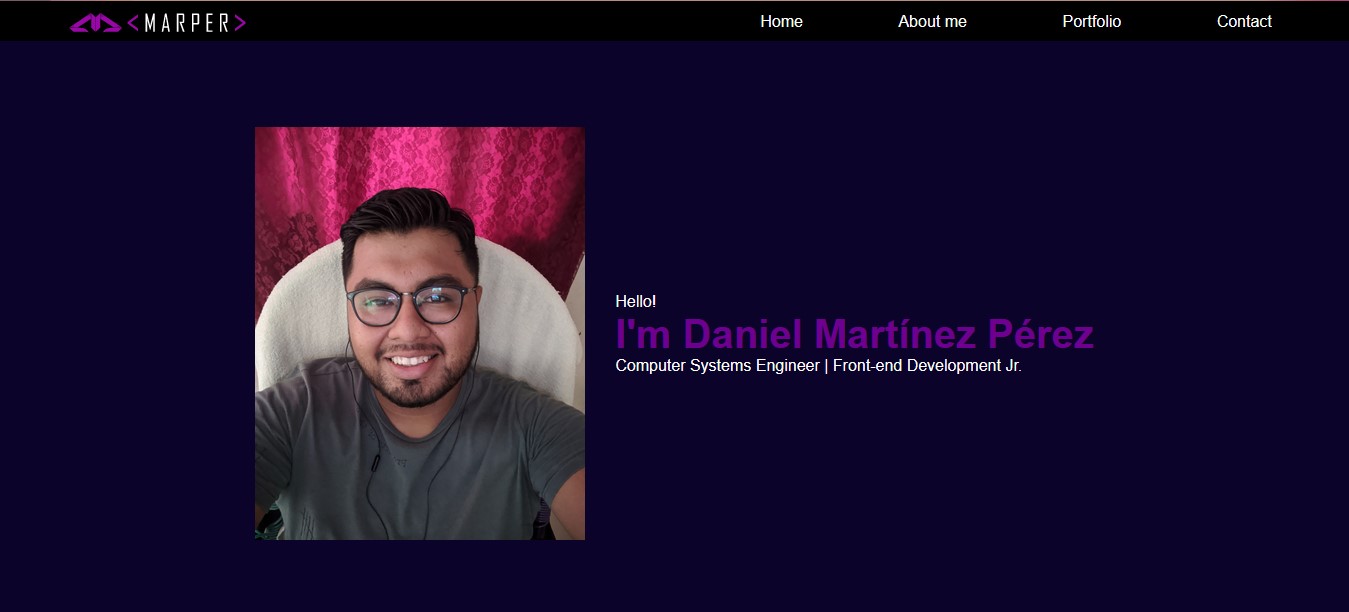 <MARPER>
Home
About me
Portfolio
Contact
Hello!
I'm Daniel Martínez Pérez
Computer Systems Engineer | Front-end Development Jr.